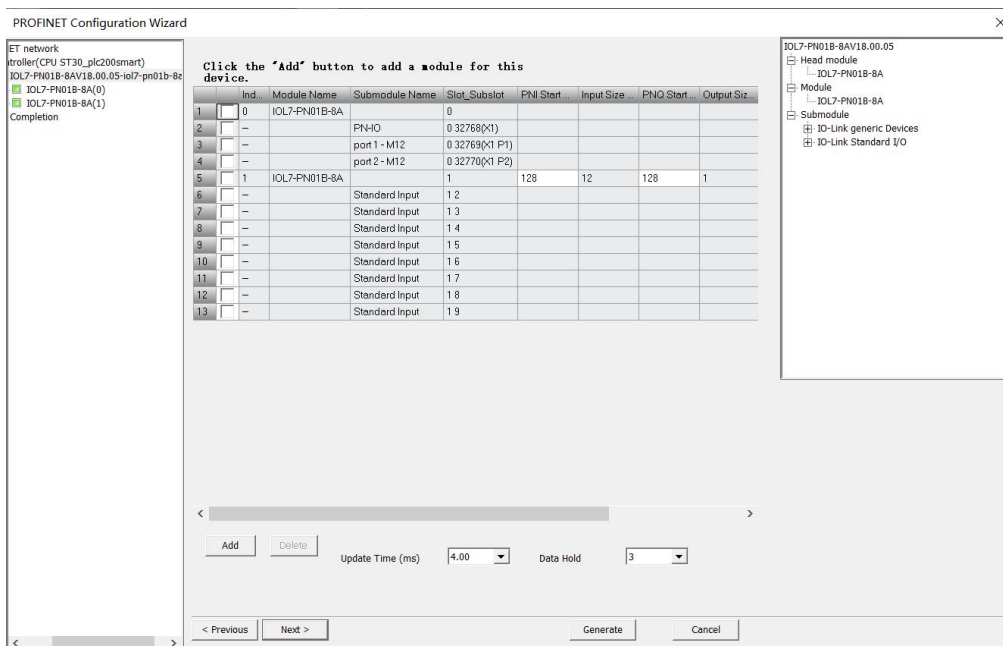 PROFINET Configuration Wizard
ET network
troller(CPU ST30_plc200smart)
IOL7-PN01B-8AV18.00.05-iol7-pn01b-8a
IOL7-PN01B-8A(0)
IOL7-PN01B-8A(1)
Completion
Click the "Add" button to add a module for this
device.
Ind... Module Name Submodule Name Slot_Subslot PNI Start... Input Size ... PNQ Start... Output Siz...
1 0 IOL7-PN01B-8A 0
2 – PN-IO 0 32768(X1)
3 – port 1 - M12 0 32769(X1 P1)
4 – port 2 - M12 0 32770(X1 P2)
5 1 IOL7-PN01B-8A 1 128 12 128 1
6 – Standard Input 1 2
7 – Standard Input 1 3
8 – Standard Input 1 4
9 – Standard Input 1 5
10 – Standard Input 1 6
11 – Standard Input 1 7
12 – Standard Input 1 8
13 – Standard Input 1 9
Add Delete Update Time (ms) 4.00 Data Hold 3
< Previous Next > Generate Cancel
IOL7-PN01B-8AV18.00.05
Head module
IOL7-PN01B-8A
Module
IOL7-PN01B-8A
Submodule
IO-Link generic Devices
IO-Link Standard I/O